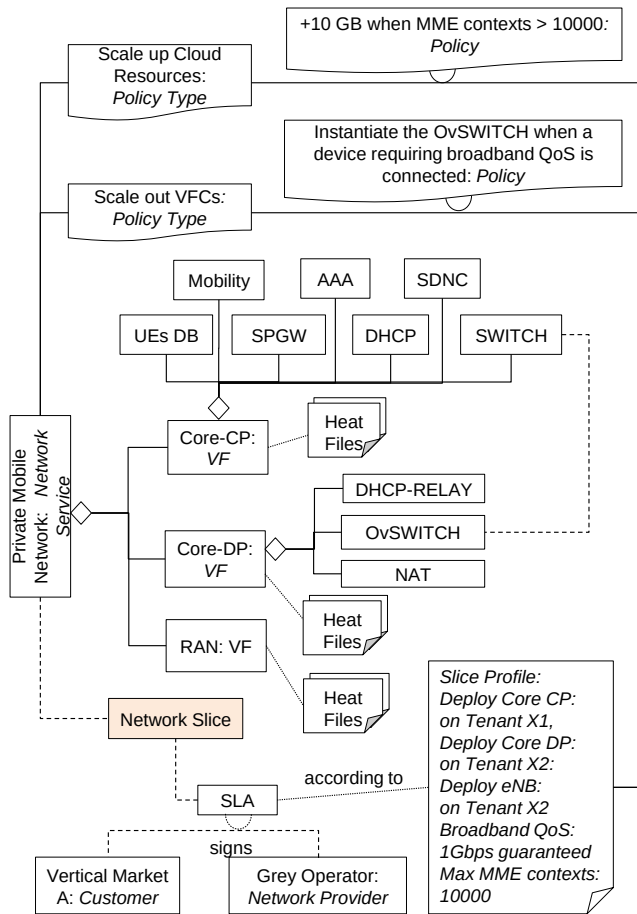 +10 GB when MME contexts > 10000:
Policy
Scale up Cloud
Resources:
Policy Type
Instantiate the OvSWITCH when a
device requiring broadband QoS is
connected: Policy
Scale out VFCs:
Policy Type
Mobility
AAA
SDNC
UEs DB
SPGW
DHCP
SWITCH
Private Mobile
Network: Network
Service
Core-CP:
VF
Heat
Files
DHCP-RELAY
OvSWITCH
NAT
Core-DP:
VF
Heat
Files
RAN: VF
Heat
Files
Network Slice
Slice Profile:
Deploy Core CP:
on Tenant X1,
Deploy Core DP:
on Tenant X2:
Deploy eNB:
on Tenant X2
Broadband QoS:
1Gbps guaranteed
Max MME contexts:
10000
according to
SLA
signs
Vertical Market
A: Customer
Grey Operator:
Network Provider